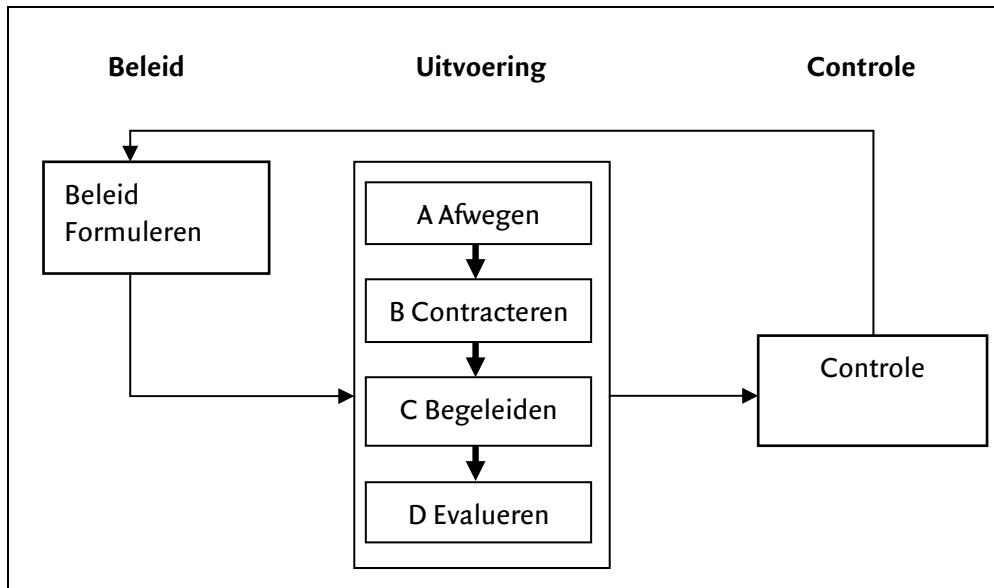 Beleid
Uitvoering
Controle
Beleid
Formuleren
A Afwegen
B Contracteren
C Begeleiden
D Evalueren
Controle